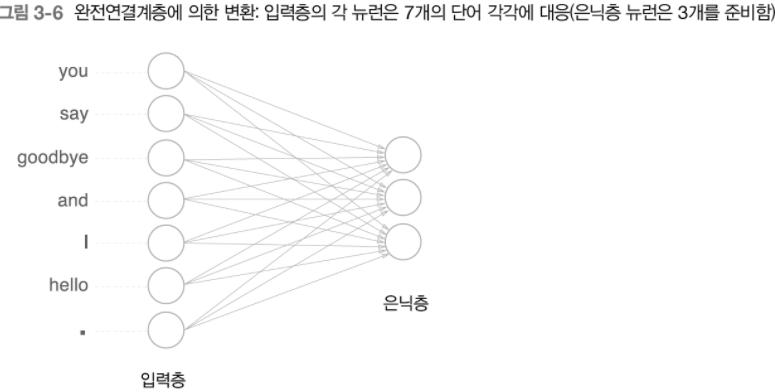 그림 3-6 완전연결계층에 의한 변환: 입력층의 각 뉴런은 7개의 단어 각각에 대응(은닉층 뉴런은 3개를 준비함)
you
say
goodbye
and
I
hello
.
은닉층
입력층